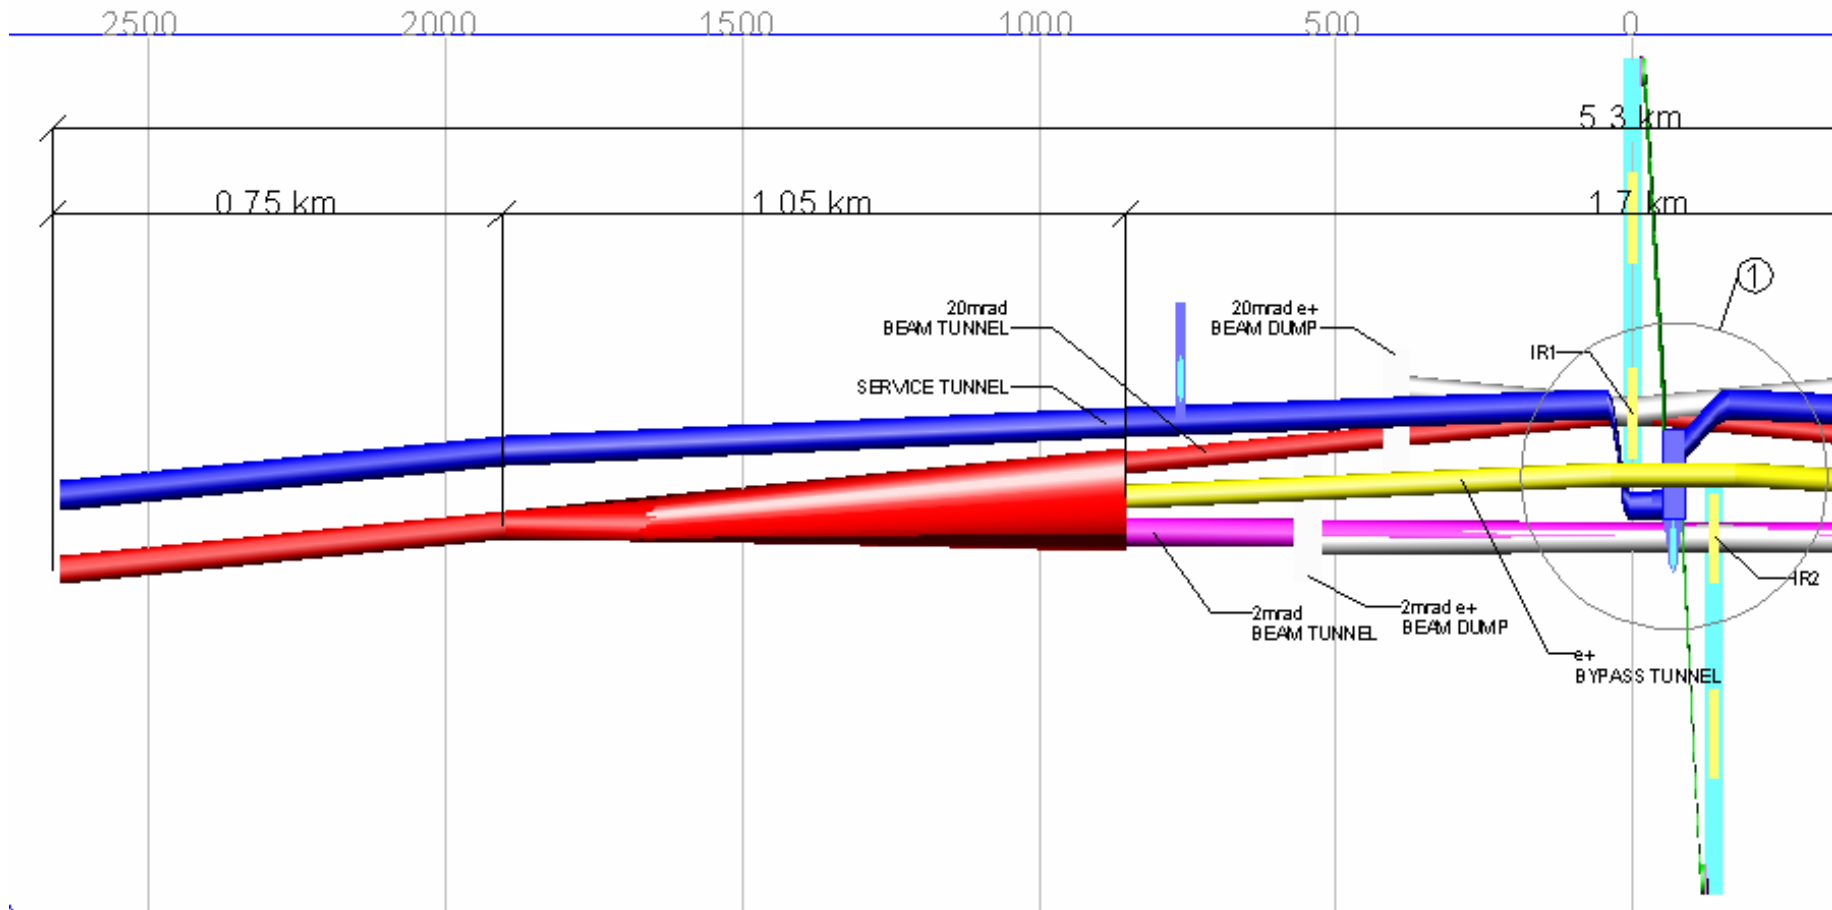 2500 2000 1500 1000 500 0
5.3 km
0.75 km 1.05 km 1.7 km
1
20mrad
BEAM TUNNEL
20mrad e+
BEAM DUMP
IR1
SERVICE TUNNEL
IR2
2mrad
BEAM TUNNEL
2mrad e+
BEAM DUMP
e+
BYPASS TUNNEL